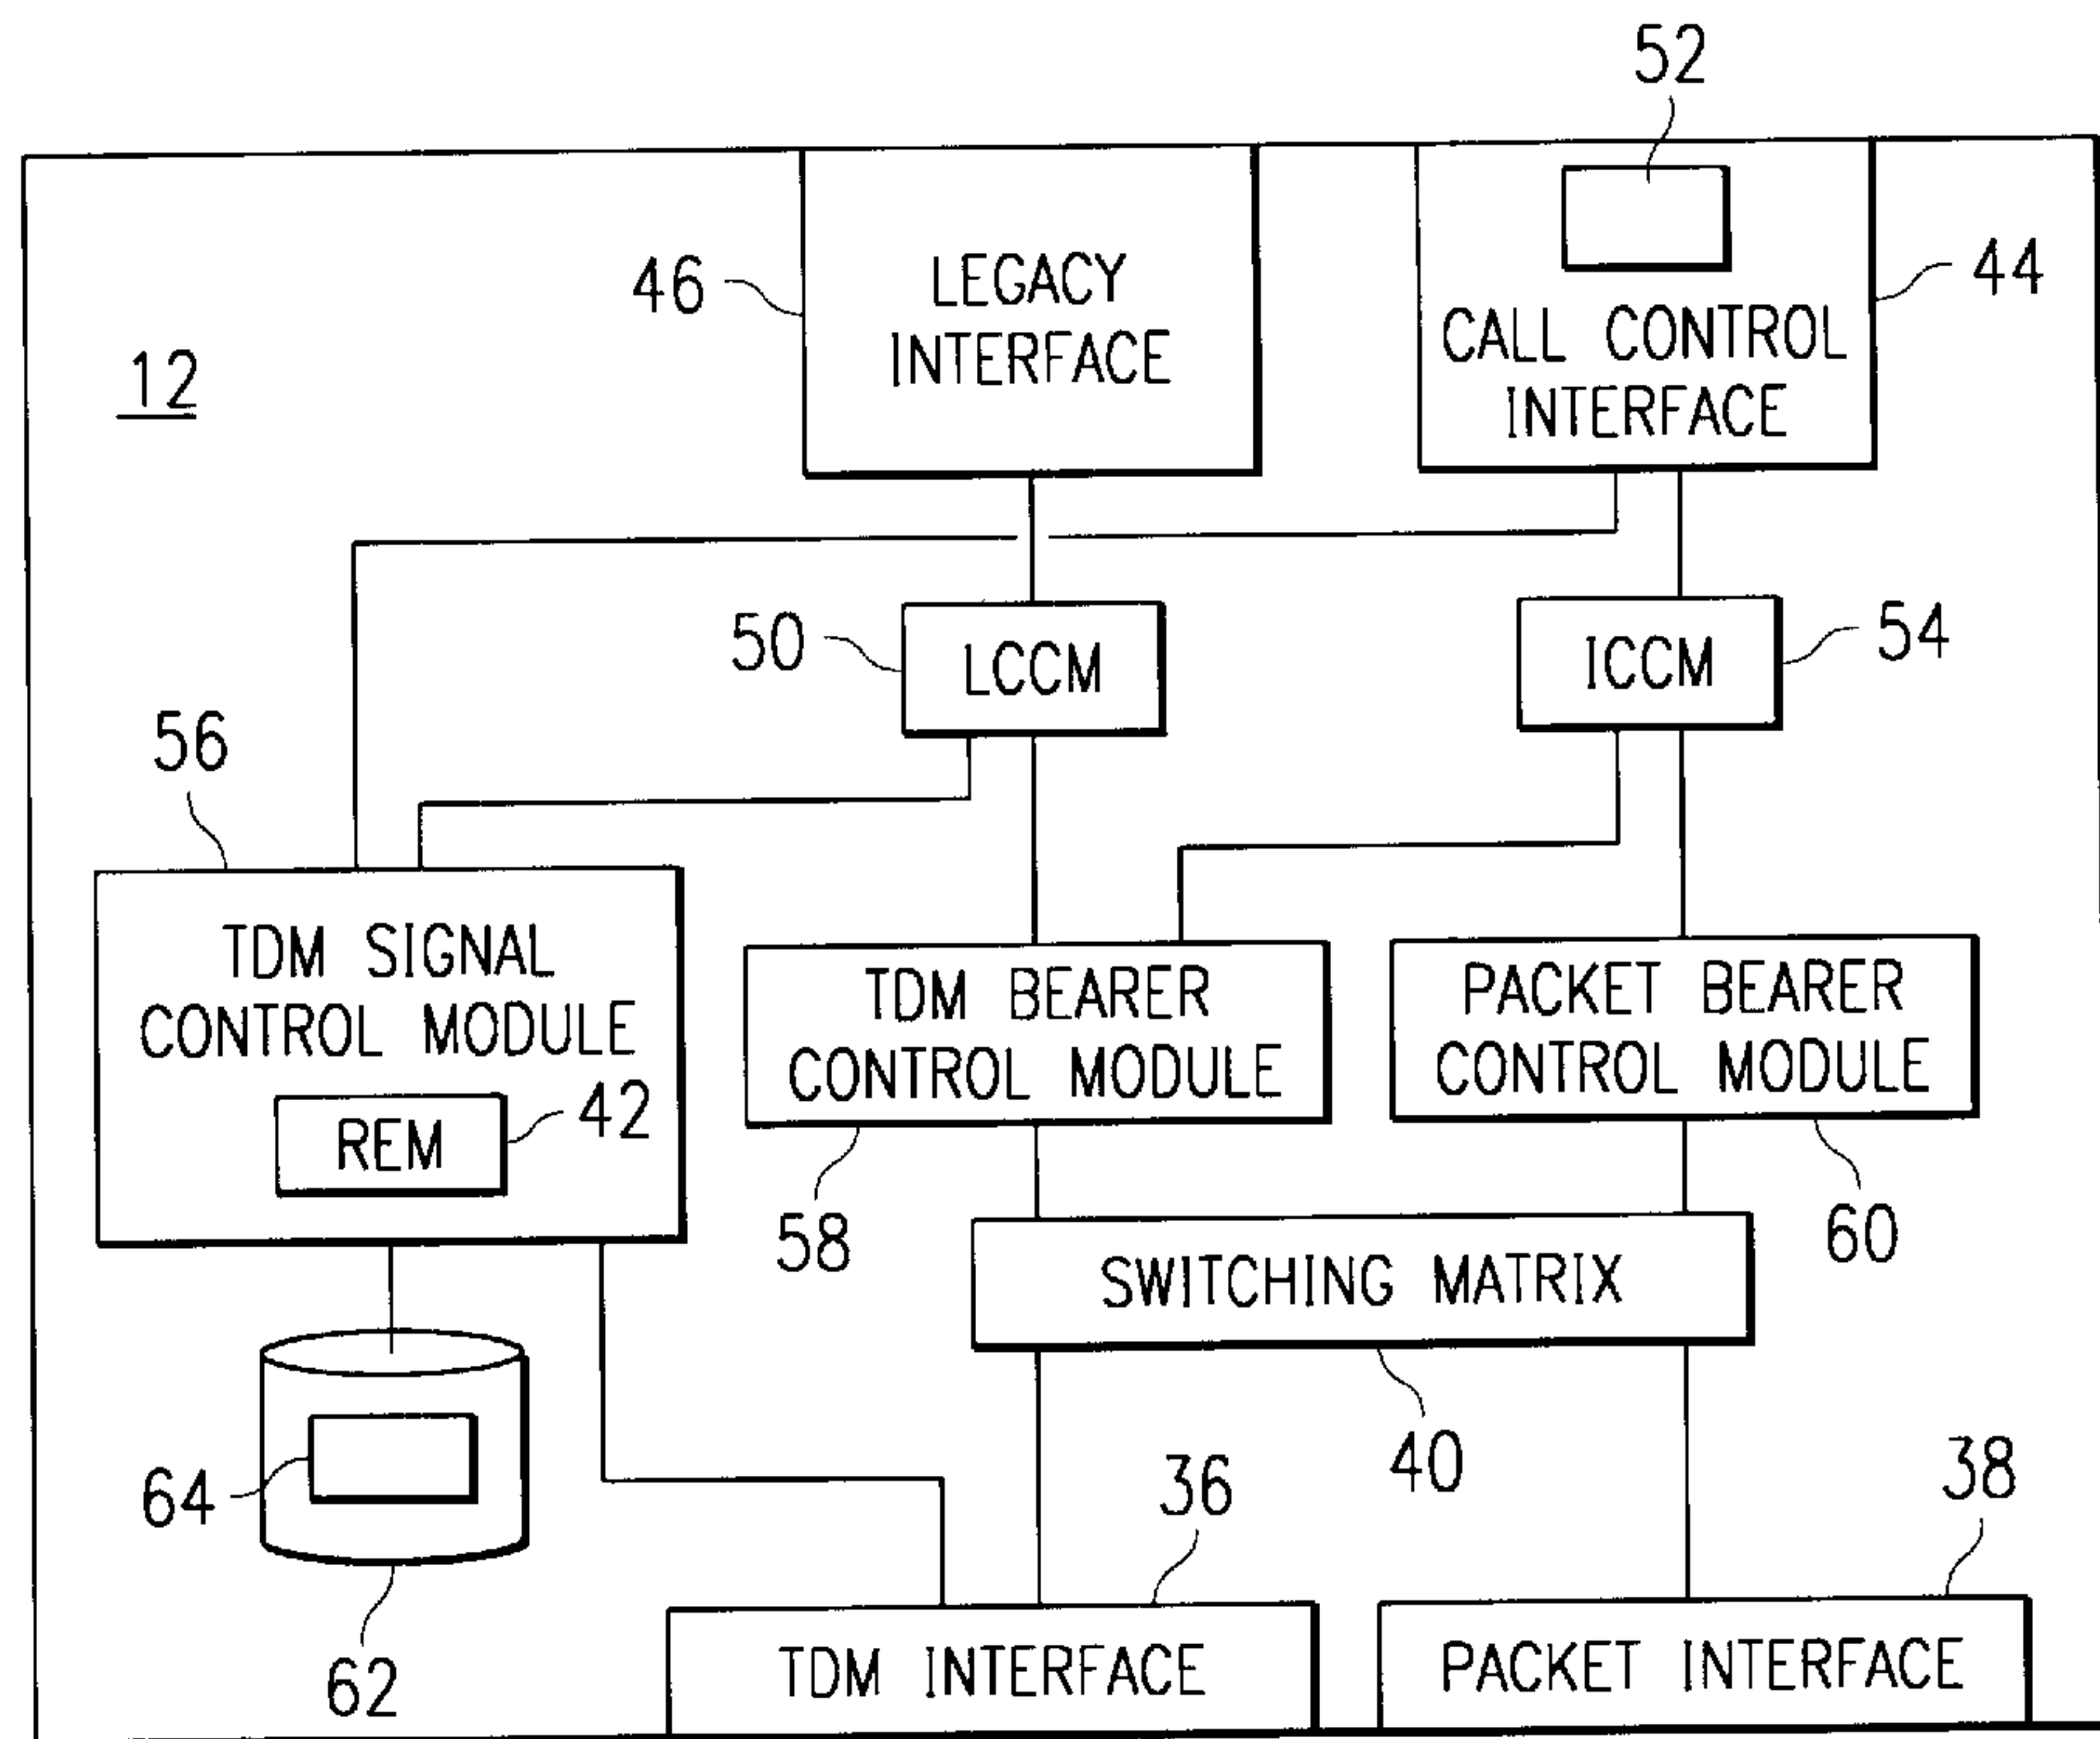 52
46
LEGACY
INTERFACE
44
CALL CONTROL
INTERFACE
12
50
LCCM
ICCM
54
56
TDM SIGNAL
CONTROL MODULE
REM
42
TDM BEARER
CONTROL MODULE
PACKET BEARER
CONTROL MODULE
58
60
SWITCHING MATRIX
40
64
62
36
38
TDM INTERFACE
PACKET INTERFACE